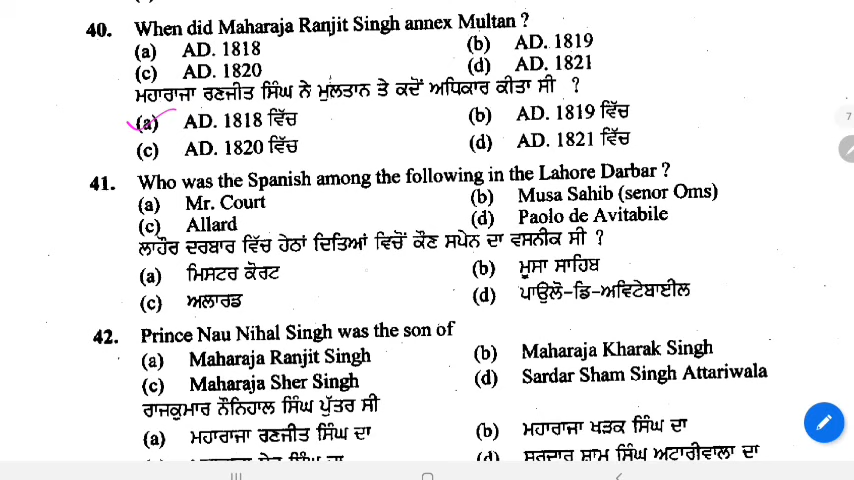 40. When did Maharaja Ranjit Singh annex Multan ?
(a) AD. 1818 (b) AD. 1819
(c) AD. 1820 (d) AD. 1821
ਮਹਾਰਾਜਾ ਰਣਜੀਤ ਸਿੰਘ ਨੇ ਮੁਲਤਾਨ ਤੇ ਕਦੋਂ ਅਧਿਕਾਰ ਕੀਤਾ ਸੀ ?
(a) AD. 1818 ਵਿੱਚ (b) AD. 1819 ਵਿੱਚ
(c) AD. 1820 ਵਿੱਚ (d) AD. 1821 ਵਿੱਚ
41. Who was the Spanish among the following in the Lahore Darbar ?
(a) Mr. Court (b) Musa Sahib (senor Oms)
(c) Allard (d) Paolo de Avitabile
ਲਾਹੌਰ ਦਰਬਾਰ ਵਿੱਚ ਹੇਠਾਂ ਦਿਤਿਆਂ ਵਿਚੋਂ ਕੌਣ ਸਪੇਨ ਦਾ ਵਸਨੀਕ ਸੀ ?
(a) ਮਿਸਟਰ ਕੋਰਟ (b) ਮੂਸਾ ਸਾਹਿਬ
(c) ਅਲਾਰਡ (d) ਪਾਉਲੋ-ਡਿ-ਅਵਿਟੇਬਾਈਲ
42. Prince Nau Nihal Singh was the son of
(a) Maharaja Ranjit Singh (b) Maharaja Kharak Singh
(c) Maharaja Sher Singh (d) Sardar Sham Singh Attariwala
ਰਾਜਕੁਮਾਰ ਨੌਨਿਹਾਲ ਸਿੰਘ ਪੁੱਤਰ ਸੀ
(a) ਮਹਾਰਾਜਾ ਰਣਜੀਤ ਸਿੰਘ ਦਾ (b) ਮਹਾਰਾਜਾ ਖੜਕ ਸਿੰਘ ਦਾ
(d) ਸਰਦਾਰ ਸ਼ਾਮ ਸਿੰਘ ਅਟਾਰੀਵਾਲਾ ਦਾ
7